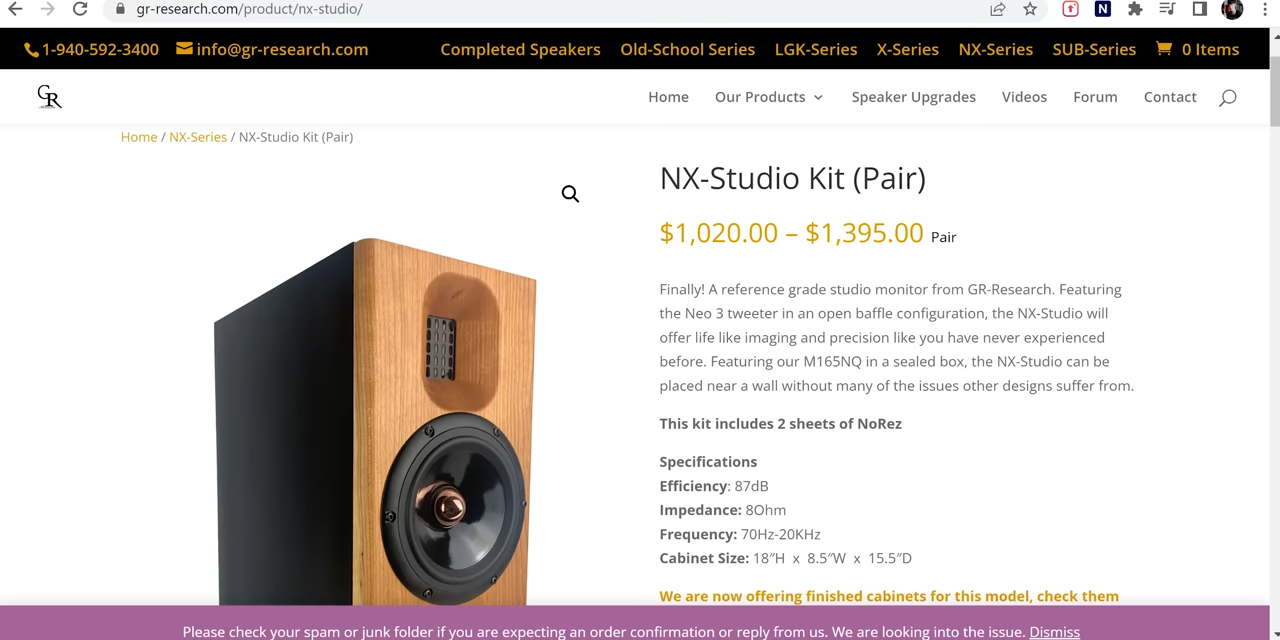 gr-research.com/product/nx-studio/
1-940-592-3400 info@gr-research.com Completed Speakers Old-School Series LGK-Series X-Series NX-Series SUB-Series 0 Items
GR Home Our Products Speaker Upgrades Videos Forum Contact
Home / NX-Series / NX-Studio Kit (Pair)
NX-Studio Kit (Pair)
$1,020.00 – $1,395.00 Pair
Finally! A reference grade studio monitor from GR-Research. Featuring
the Neo 3 tweeter in an open baffle configuration, the NX-Studio will
offer life like imaging and precision like you have never experienced
before. Featuring our M165NQ in a sealed box, the NX-Studio can be
placed near a wall without many of the issues other designs suffer from.
This kit includes 2 sheets of NoRez
Specifications
Efficiency: 87dB
Impedance: 8Ohm
Frequency: 70Hz-20KHz
Cabinet Size: 18″H x 8.5″W x 15.5″D
We are now offering finished cabinets for this model, check them
Please check your spam or junk folder if you are expecting an order confirmation or reply from us. We are looking into the issue. Dismiss